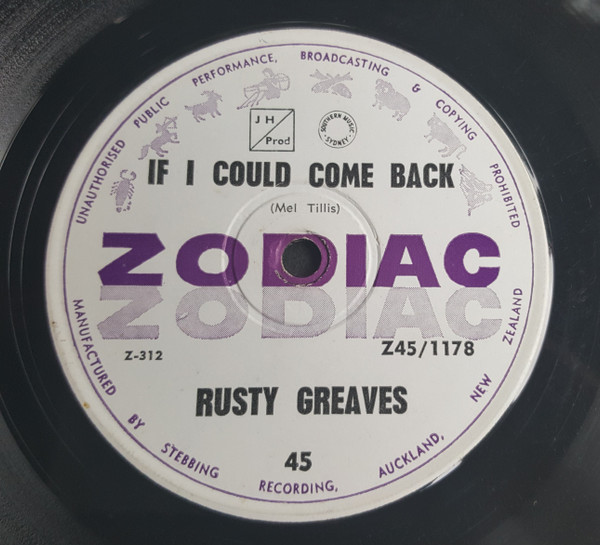 UNAUTHORISED PUBLIC PERFORMANCE, BROADCASTING & COPYING PROHIBITED
J H
Prod
SOUTHERN MUSIC
· SYDNEY ·
IF I COULD COME BACK
(Mel Tillis)
ZODIAC
ZODIAC
Z-312
Z45/1178
RUSTY GREAVES
45
MANUFACTURED BY STEBBING RECORDING, AUCKLAND, NEW ZEALAND